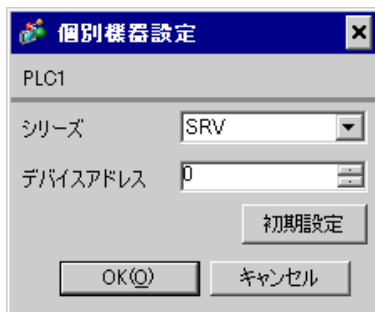 個別機器設定
PLC1
シリーズ SRV
デバイスアドレス 0
初期設定
OK(O) キャンセル